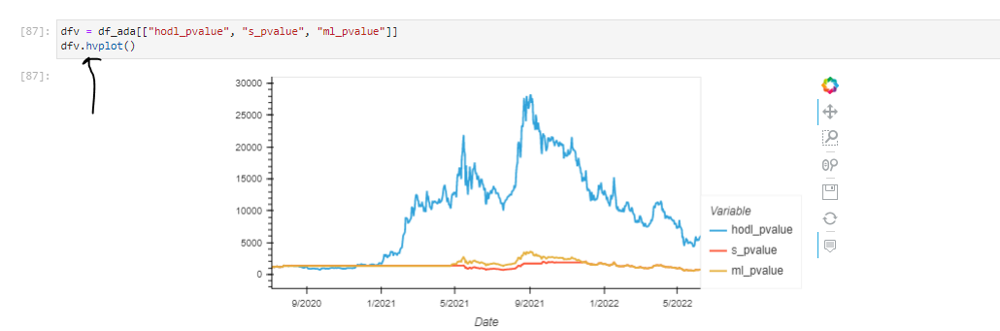 [87]: dfv = df_ada[["hodl_pvalue", "s_pvalue", "ml_pvalue"]]
dfv.hvplot()
[87]:
30000
25000
20000
15000
10000
5000
0
9/2020 1/2021 5/2021 9/2021 1/2022 5/2022
Date
Variable
hodl_pvalue
s_pvalue
ml_pvalue